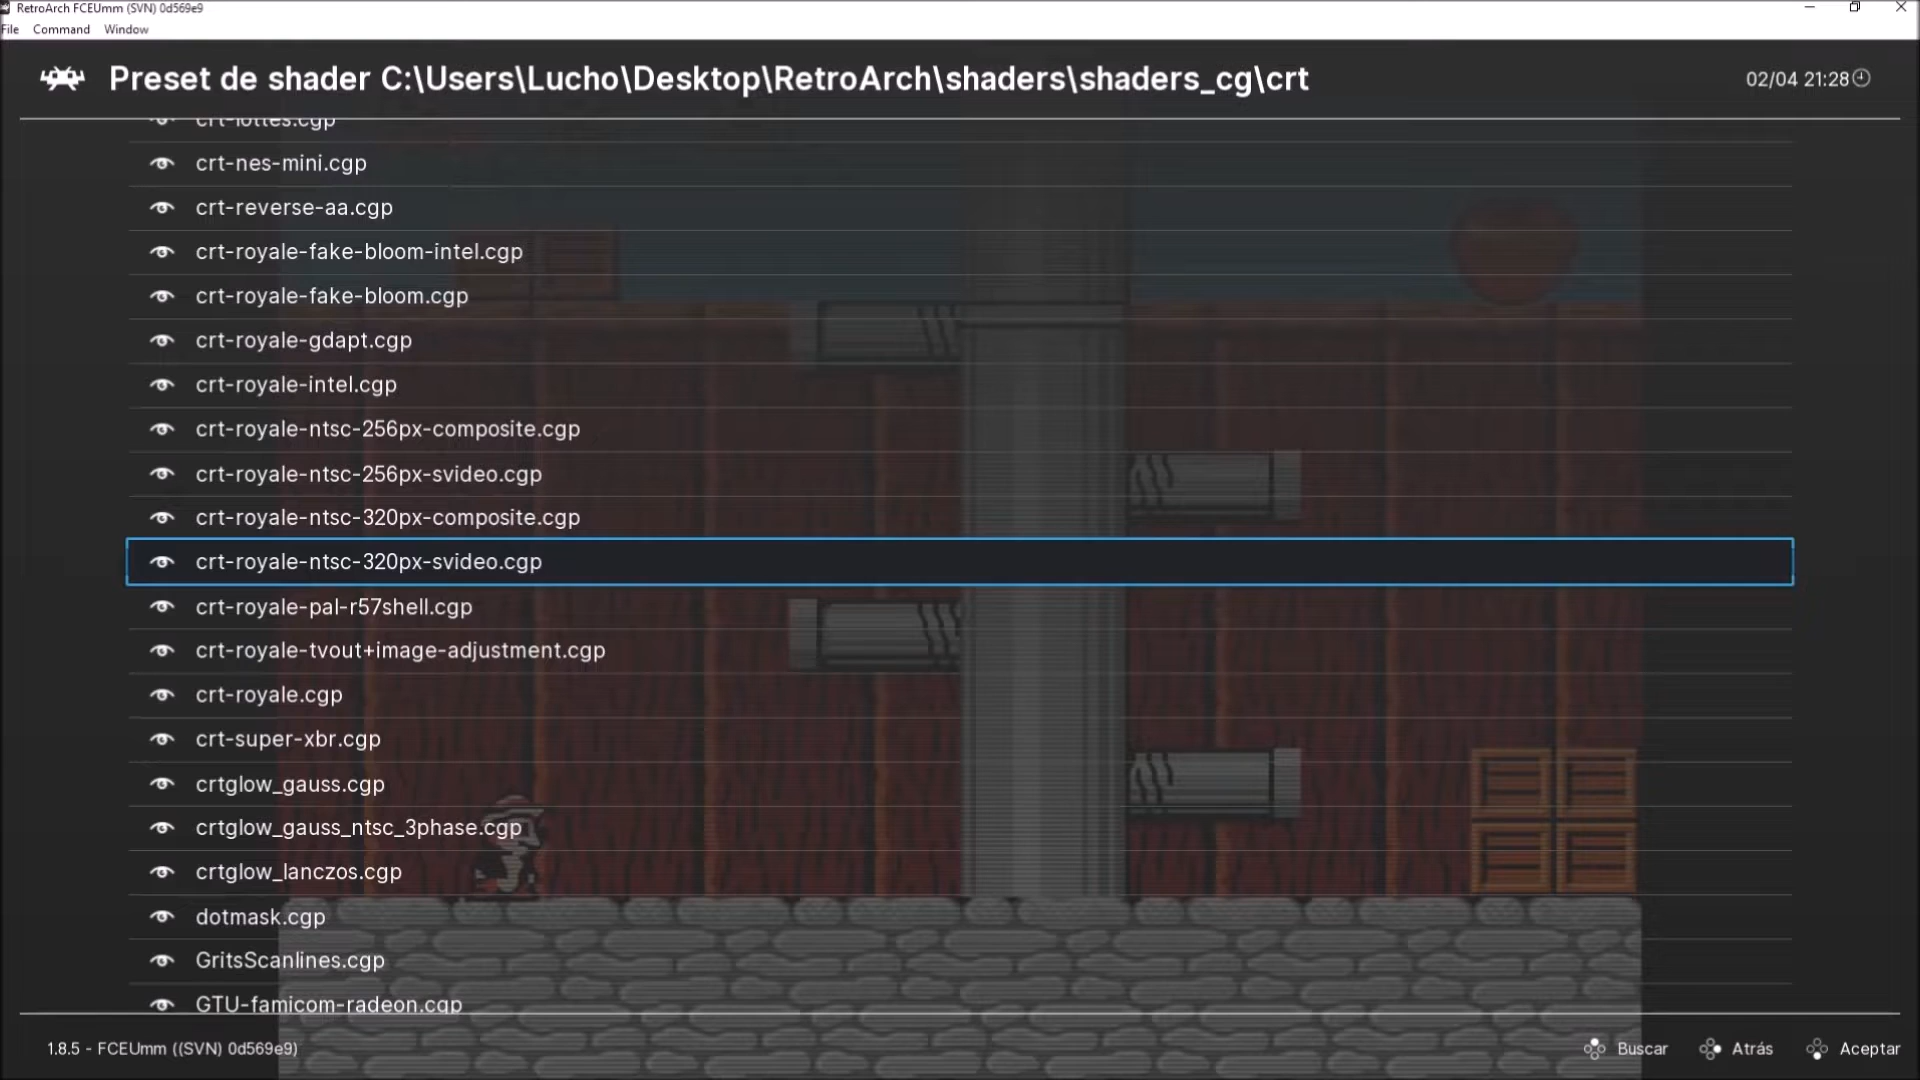 RetroArch FCEUmm (SVN) 0d569e9
File Command Window
Preset de shader C:\Users\Lucho\Desktop\RetroArch\shaders\shaders_cg\crt
02/04 21:28
crt-lottes.cgp
crt-nes-mini.cgp
crt-reverse-aa.cgp
crt-royale-fake-bloom-intel.cgp
crt-royale-fake-bloom.cgp
crt-royale-gdapt.cgp
crt-royale-intel.cgp
crt-royale-ntsc-256px-composite.cgp
crt-royale-ntsc-256px-svideo.cgp
crt-royale-ntsc-320px-composite.cgp
crt-royale-ntsc-320px-svideo.cgp
crt-royale-pal-r57shell.cgp
crt-royale-tvout+image-adjustment.cgp
crt-royale.cgp
crt-super-xbr.cgp
crtglow_gauss.cgp
crtglow_gauss_ntsc_3phase.cgp
crtglow_lanczos.cgp
dotmask.cgp
GritsScanlines.cgp
GTU-famicom-radeon.cgp
1.8.5 - FCEUmm ((SVN) 0d569e9)
Buscar Atrás Aceptar